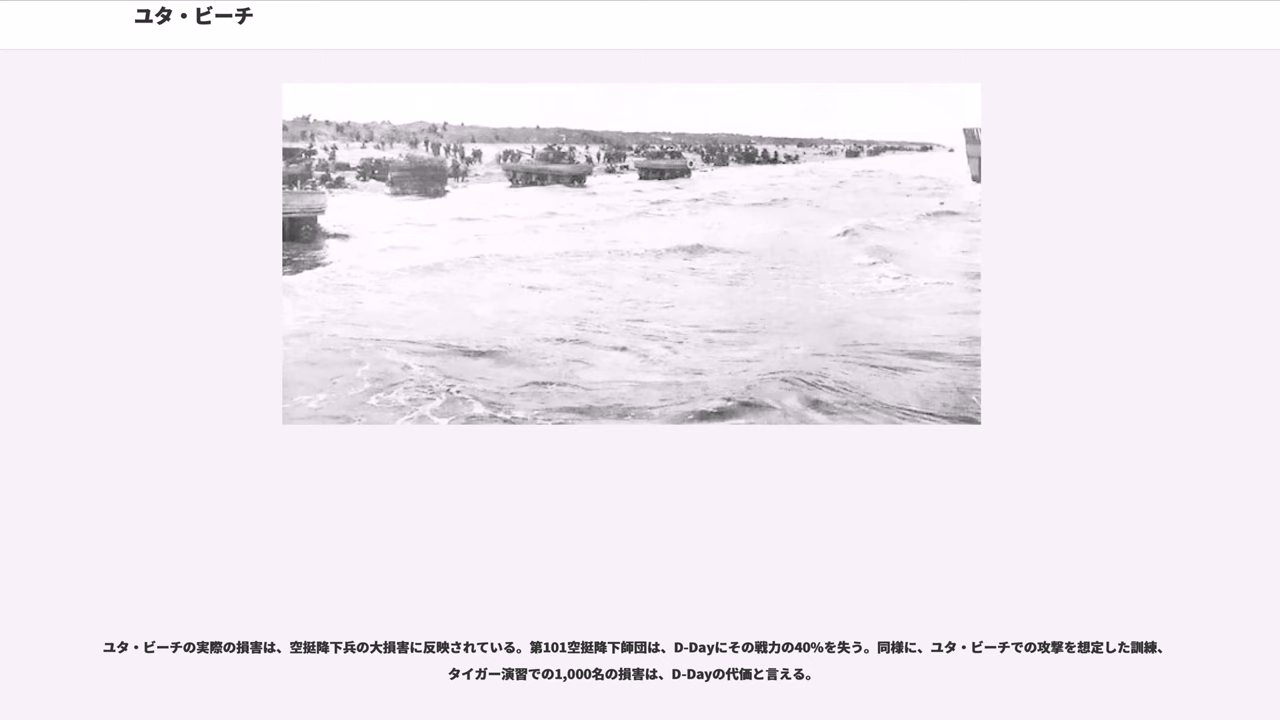 ユタ・ビーチ
ユタ・ビーチの実際の損害は、空挺降下兵の大損害に反映されている。第101空挺降下師団は、D-Dayにその戦力の40%を失う。同様に、ユタ・ビーチでの攻撃を想定した訓練、
タイガー演習での1,000名の損害は、D-Dayの代価と言える。